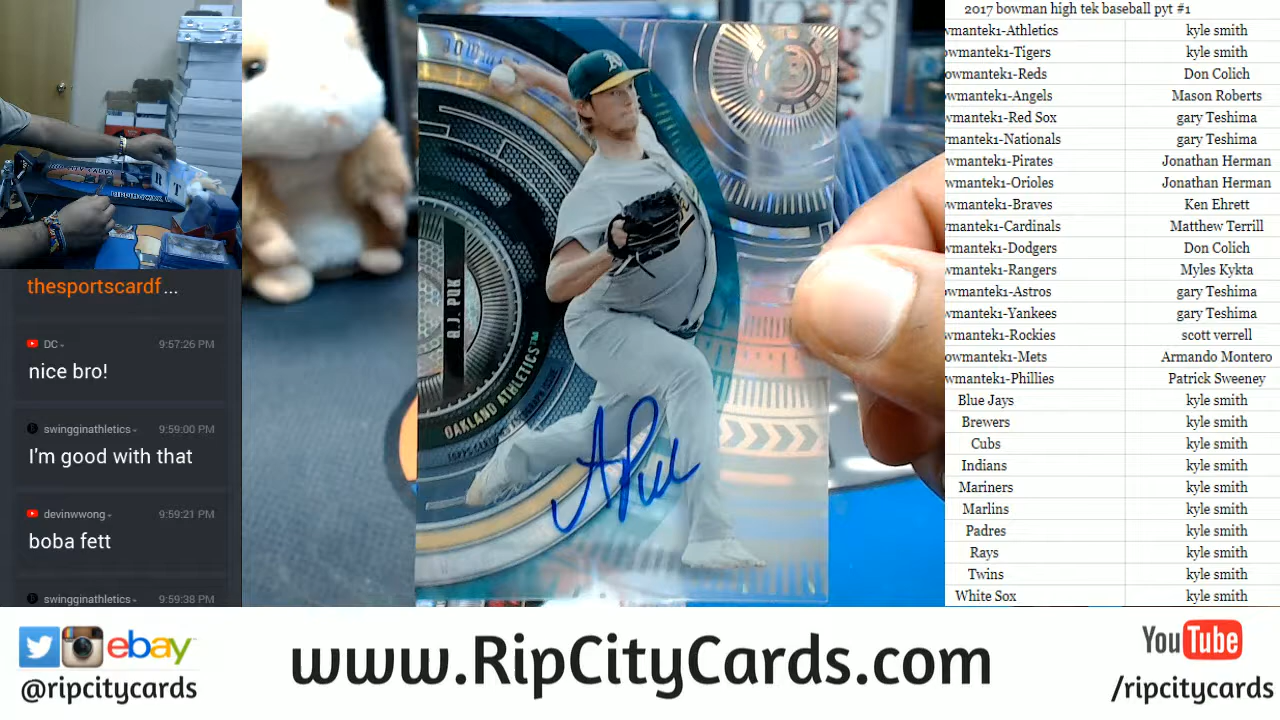 2017 bowman high tek baseball pyt #1
wmantek1-Athletics kyle smith
owmantek1-Tigers kyle smith
owmantek1-Reds Don Colich
owmantek1-Angels Mason Roberts
wmantek1-Red Sox gary Teshima
wmantek1-Nationals gary Teshima
wmantek1-Pirates Jonathan Herman
wmantek1-Orioles Jonathan Herman
wmantek1-Braves Ken Ehrett
wmantek1-Cardinals Matthew Terrill
wmantek1-Dodgers Don Colich
wmantek1-Rangers Myles Kykta
wmantek1-Astros gary Teshima
wmantek1-Yankees gary Teshima
wmantek1-Rockies scott verrell
owmantek1-Mets Armando Montero
wmantek1-Phillies Patrick Sweeney
Blue Jays kyle smith
Brewers kyle smith
Cubs kyle smith
Indians kyle smith
Mariners kyle smith
Marlins kyle smith
Padres kyle smith
Rays kyle smith
Twins kyle smith
White Sox kyle smith
thesportscardf...
DC 9:57:26 PM
nice bro!
swingginathletics 9:59:00 PM
I'm good with that
devinwwong 9:59:21 PM
boba fett
swingginathletics 9:59:38 PM
A.J. PUK
OAKLAND ATHLETICS™
A Puk
ebay
@ripcitycards
www.RipCityCards.com
YouTube
/ripcitycards